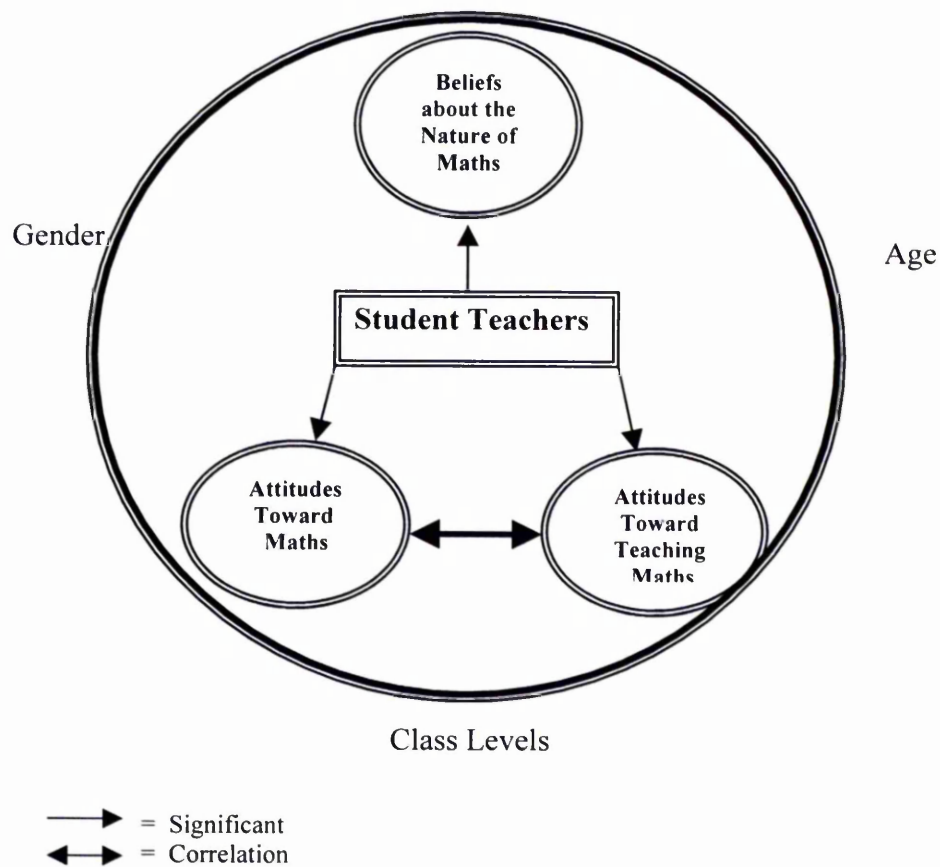 Beliefs
about the
Nature of
Maths
Gender
Age
Student Teachers
Attitudes
Toward
Maths
Attitudes
Toward
Teaching
Maths
Class Levels
= Significant
= Correlation